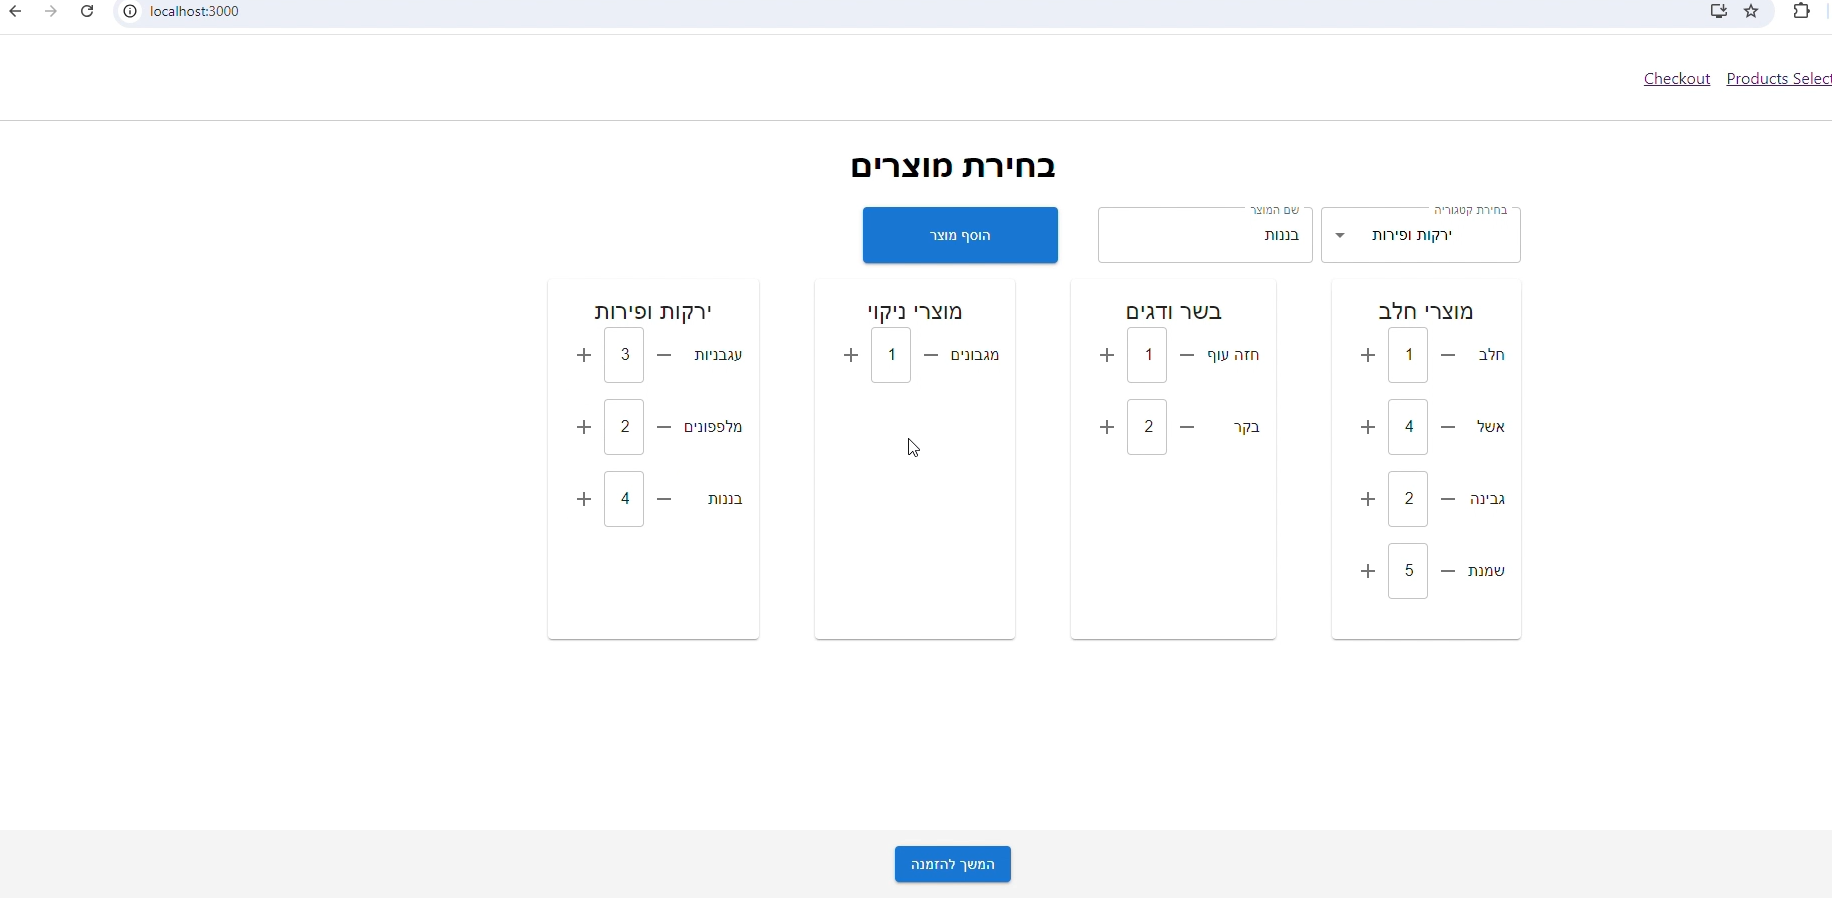 localhost:3000
Checkout Products Select
בחירת מוצרים
בחירת קטגוריה
ירקות ופירות
שם המוצר
בננות
הוסף מוצר
מוצרי חלב
חלב 1
אשל 4
גבינה 2
שמנת 5
בשר ודגים
חזה עוף 1
בקר 2
מוצרי ניקוי
מגבונים 1
ירקות ופירות
עגבניות 3
מלפפונים 2
בננות 4
המשך להזמנה